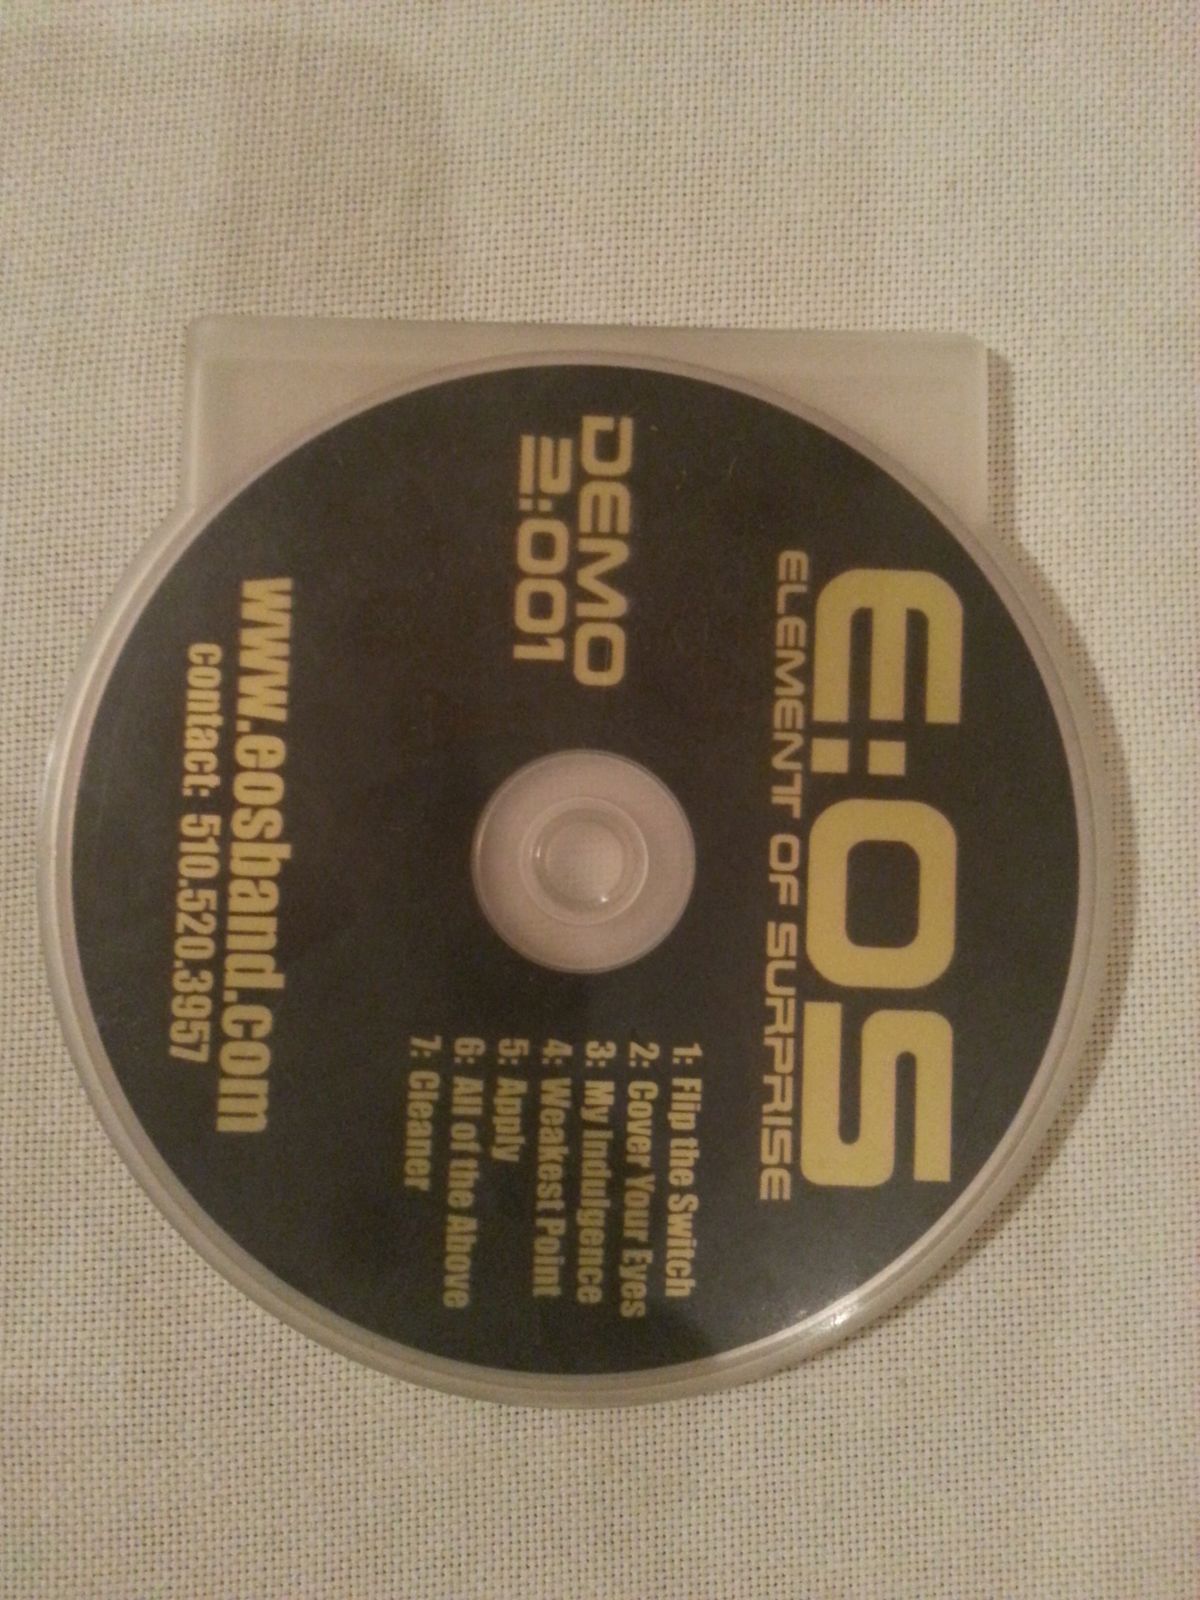 E:OS
ELEMENT OF SURPRISE
DEMO
2:001
1: Flip the Switch
2: Cover Your Eyes
3: My Indulgence
4: Weakest Point
5: Apply
6: All of the Above
7: Cleaner
www.eosband.com
contact: 510.520.3957